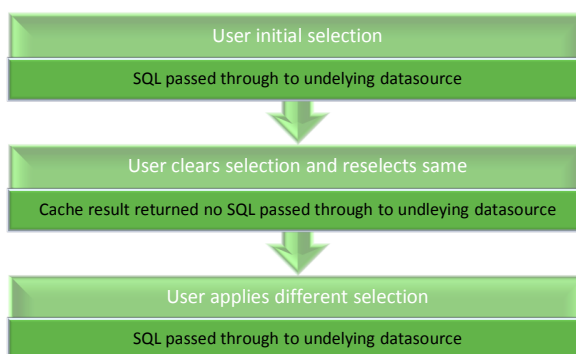 User initial selection
SQL passed through to undelying datasource
User clears selection and reselects same
Cache result returned no SQL passed through to undleying datasource
User applies different selection
SQL passed through to undelying datasource